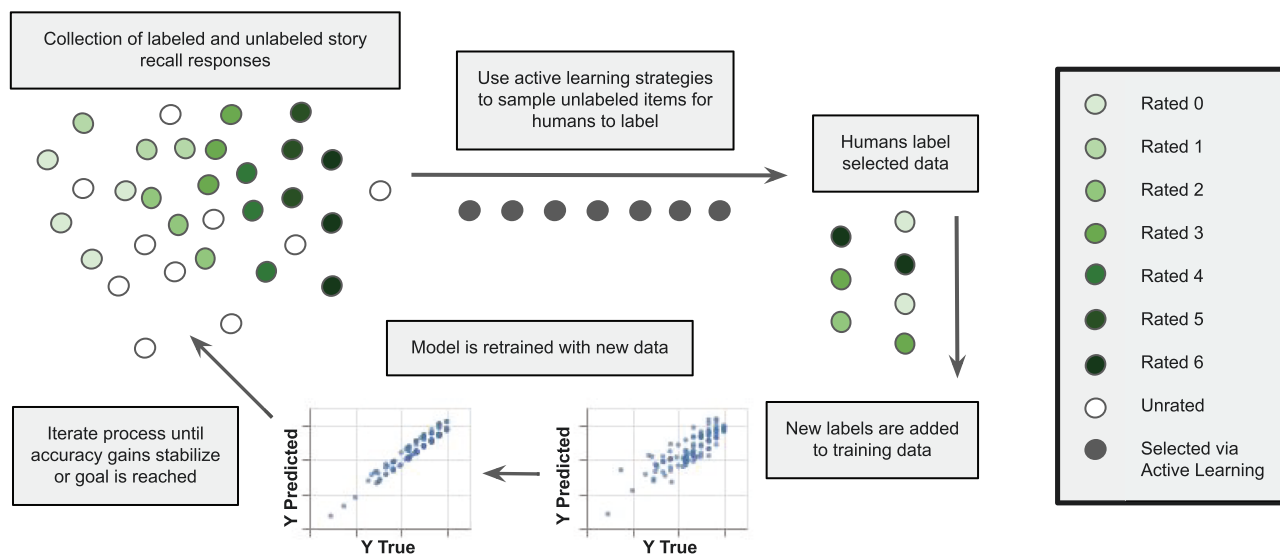 Collection of labeled and unlabeled story
recall responses
Use active learning strategies
to sample unlabeled items for
humans to label
Humans label
selected data
New labels are added
to training data
Model is retrained with new data
Y Predicted
Y True
Y Predicted
Y True
Iterate process until
accuracy gains stabilize
or goal is reached
Rated 0
Rated 1
Rated 2
Rated 3
Rated 4
Rated 5
Rated 6
Unrated
Selected via
Active Learning